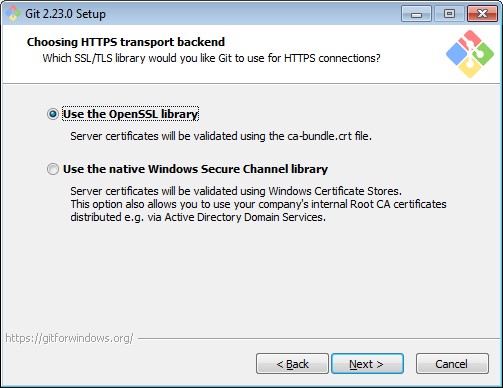 Git 2.23.0 Setup
Choosing HTTPS transport backend
Which SSL/TLS library would you like Git to use for HTTPS connections?
Use the OpenSSL library
Server certificates will be validated using the ca-bundle.crt file.
Use the native Windows Secure Channel library
Server certificates will be validated using Windows Certificate Stores.
This option also allows you to use your company's internal Root CA certificates
distributed e.g. via Active Directory Domain Services.
https://gitforwindows.org/
< Back
Next >
Cancel